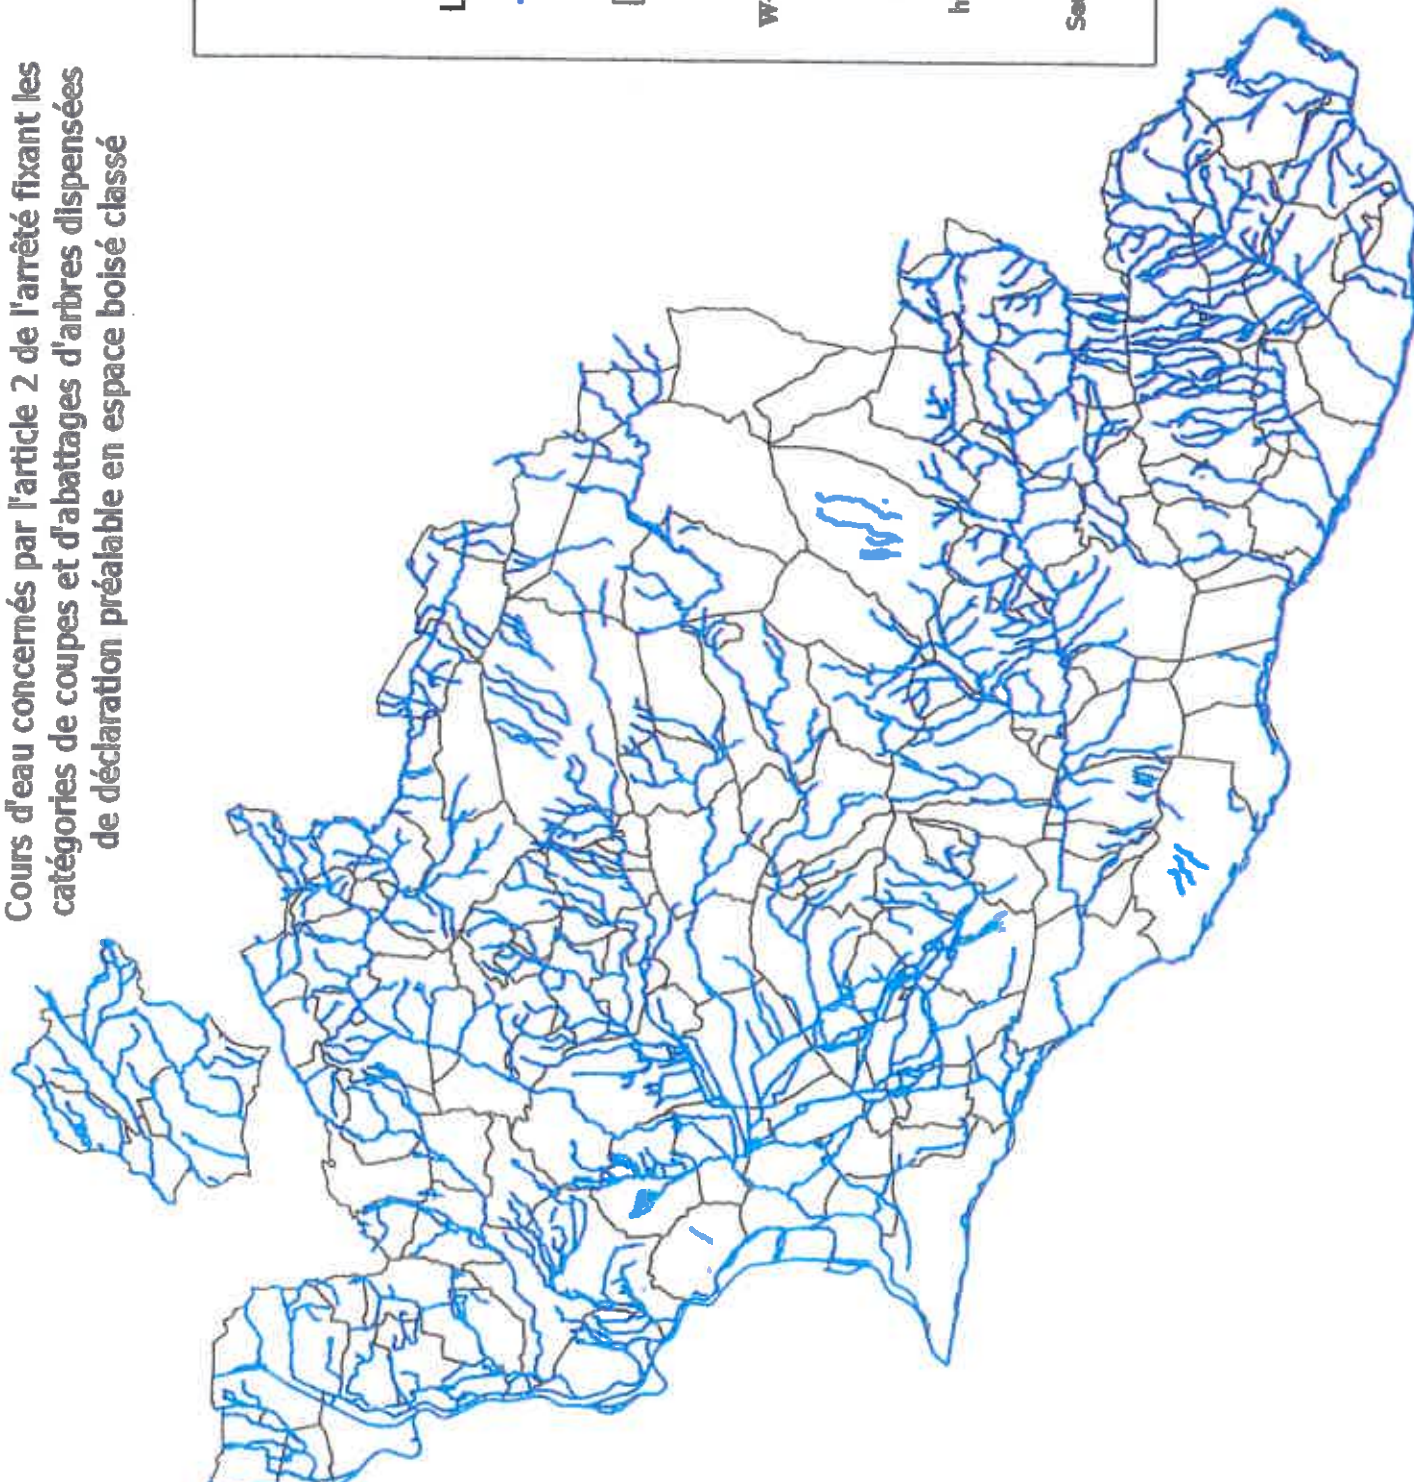 Cours d'eau concernés par l'article 2 de l'arrêté fixant les
catégories de coupes et d'abattages d'arbres dispensées
de déclaration préalable en espace boisé classé